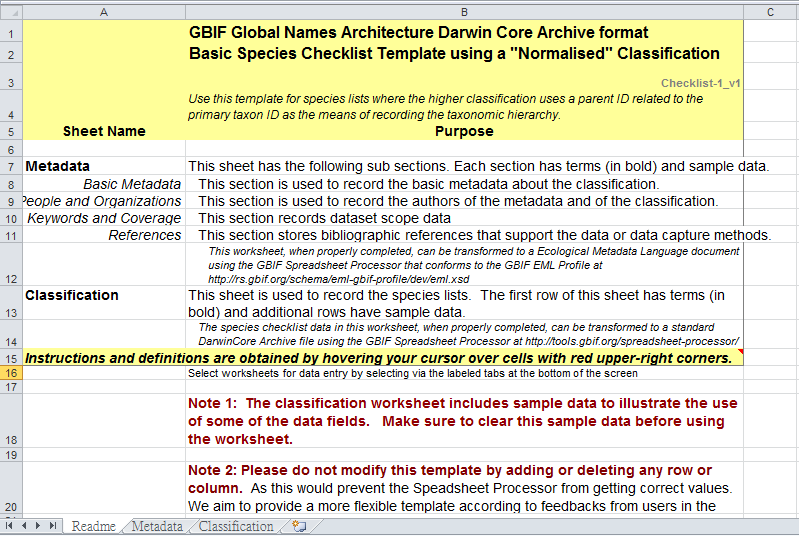 A B C
1 GBIF Global Names Architecture Darwin Core Archive format
2 Basic Species Checklist Template using a "Normalised" Classification
3 Checklist-1_v1
Use this template for species lists where the higher classification uses a parent ID related to the
4 primary taxon ID as the means of recording the taxonomic hierarchy.
5 Sheet Name Purpose
6
7 Metadata This sheet has the following sub sections. Each section has terms (in bold) and sample data.
8 Basic Metadata This section is used to record the basic metadata about the classification.
9 People and Organizations This section is used to record the authors of the metadata and of the classification.
10 Keywords and Coverage This section records dataset scope data
11 References This section stores bibliographic references that support the data or data capture methods.
This worksheet, when properly completed, can be transformed to a Ecological Metadata Language document
using the GBIF Spreadsheet Processor that conforms to the GBIF EML Profile at
12 http://rs.gbif.org/schema/eml-gbif-profile/dev/eml.xsd
Classification This sheet is used to record the species lists. The first row of this sheet has terms (in
13 bold) and additional rows have sample data.
The species checklist data in this worksheet, when properly completed, can be transformed to a standard
14 DarwinCore Archive file using the GBIF Spreadsheet Processor at http://tools.gbif.org/spreadsheet-processor/
15 Instructions and definitions are obtained by hovering your cursor over cells with red upper-right corners.
16 Select worksheets for data entry by selecting via the labeled tabs at the bottom of the screen
17
Note 1: The classification worksheet includes sample data to illustrate the use
of some of the data fields. Make sure to clear this sample data before using
18 the worksheet.
19
Note 2: Please do not modify this template by adding or deleting any row or
column. As this would prevent the Speadsheet Processor from getting correct values.
20 We aim to provide a more flexible template according to feedbacks from users in the
Readme Metadata Classification